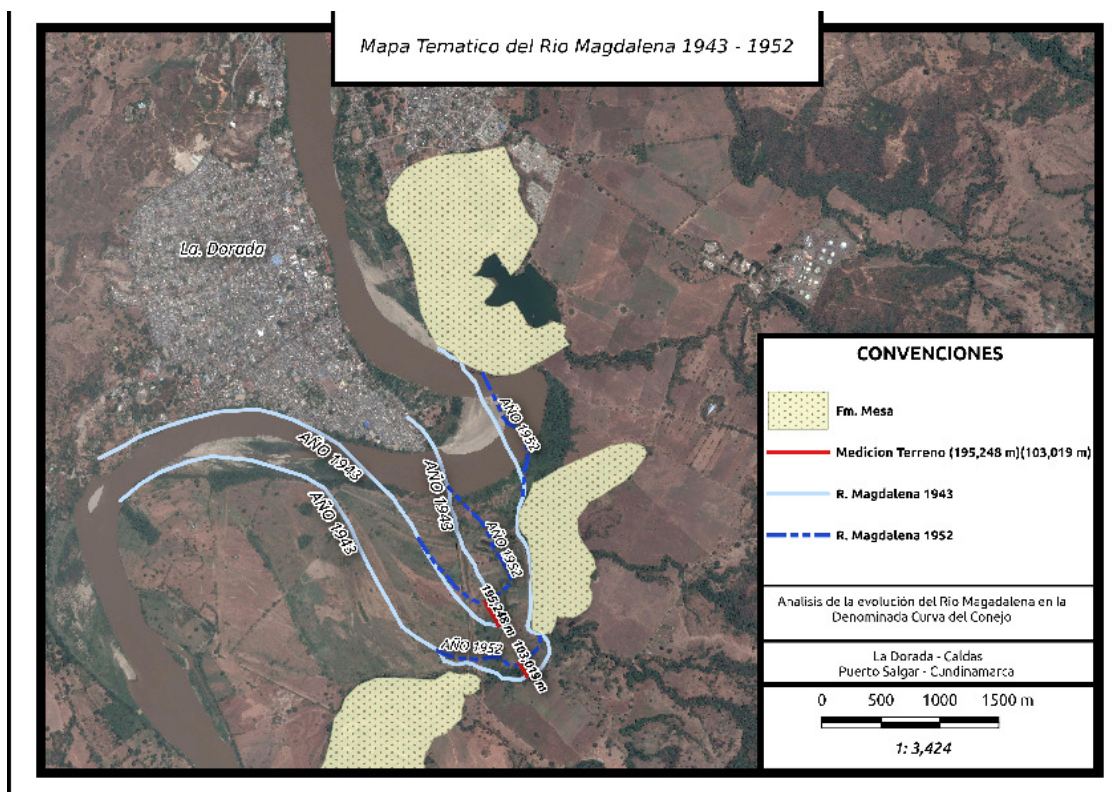 Mapa Tematico del Rio Magdalena 1943 - 1952
La. Dorada
AÑO 1952
AÑO 1943
AÑO 1943
AÑO 1943
AÑO 1952
195,248 m
AÑO 1952
103,019 m
CONVENCIONES
Fm. Mesa
Medicion Terreno (195,248 m)(103,019 m)
R. Magdalena 1943
R. Magdalena 1952
Analisis de la evolución del Rio Magadalena en la
Denominada Curva del Conejo
La Dorada - Caldas
Puerto Salgar - Cundinamarca
0 500 1000 1500 m
1: 3,424